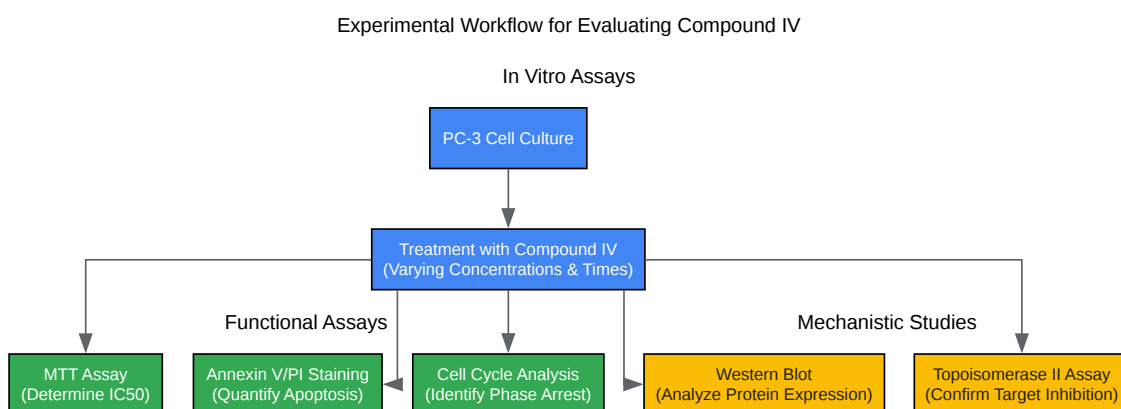 Experimental Workflow for Evaluating Compound IV
In Vitro Assays
PC-3 Cell Culture
Treatment with Compound IV
(Varying Concentrations & Times)
Functional Assays
Mechanistic Studies
MTT Assay
(Determine IC50)
Annexin V/PI Staining
(Quantify Apoptosis)
Cell Cycle Analysis
(Identify Phase Arrest)
Western Blot
(Analyze Protein Expression)
Topoisomerase II Assay
(Confirm Target Inhibition)